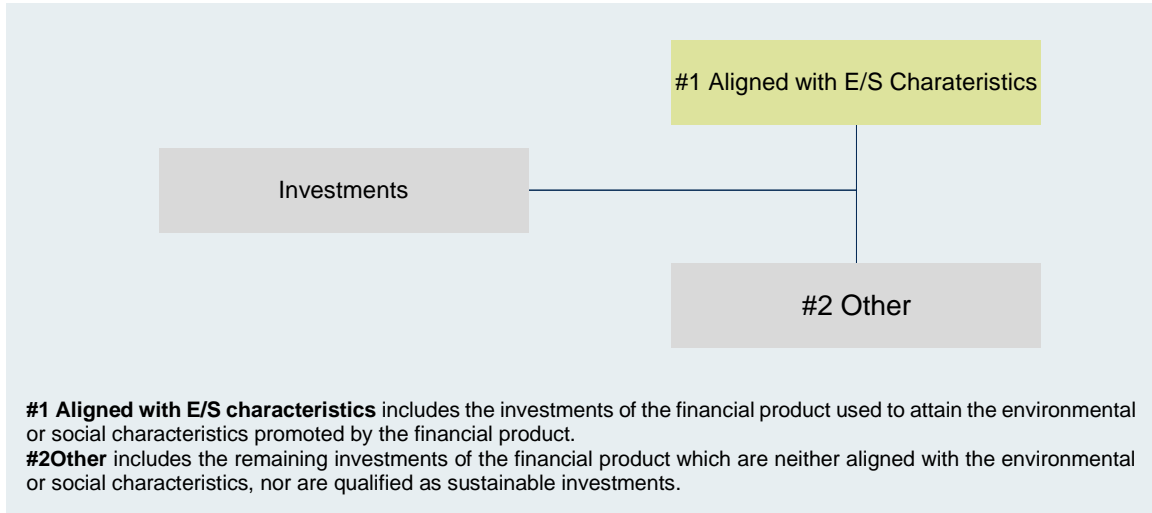 #1 Aligned with E/S Charateristics
Investments
#2 Other
#1 Aligned with E/S characteristics includes the investments of the financial product used to attain the environmental
or social characteristics promoted by the financial product.
#2Other includes the remaining investments of the financial product which are neither aligned with the environmental
or social characteristics, nor are qualified as sustainable investments.